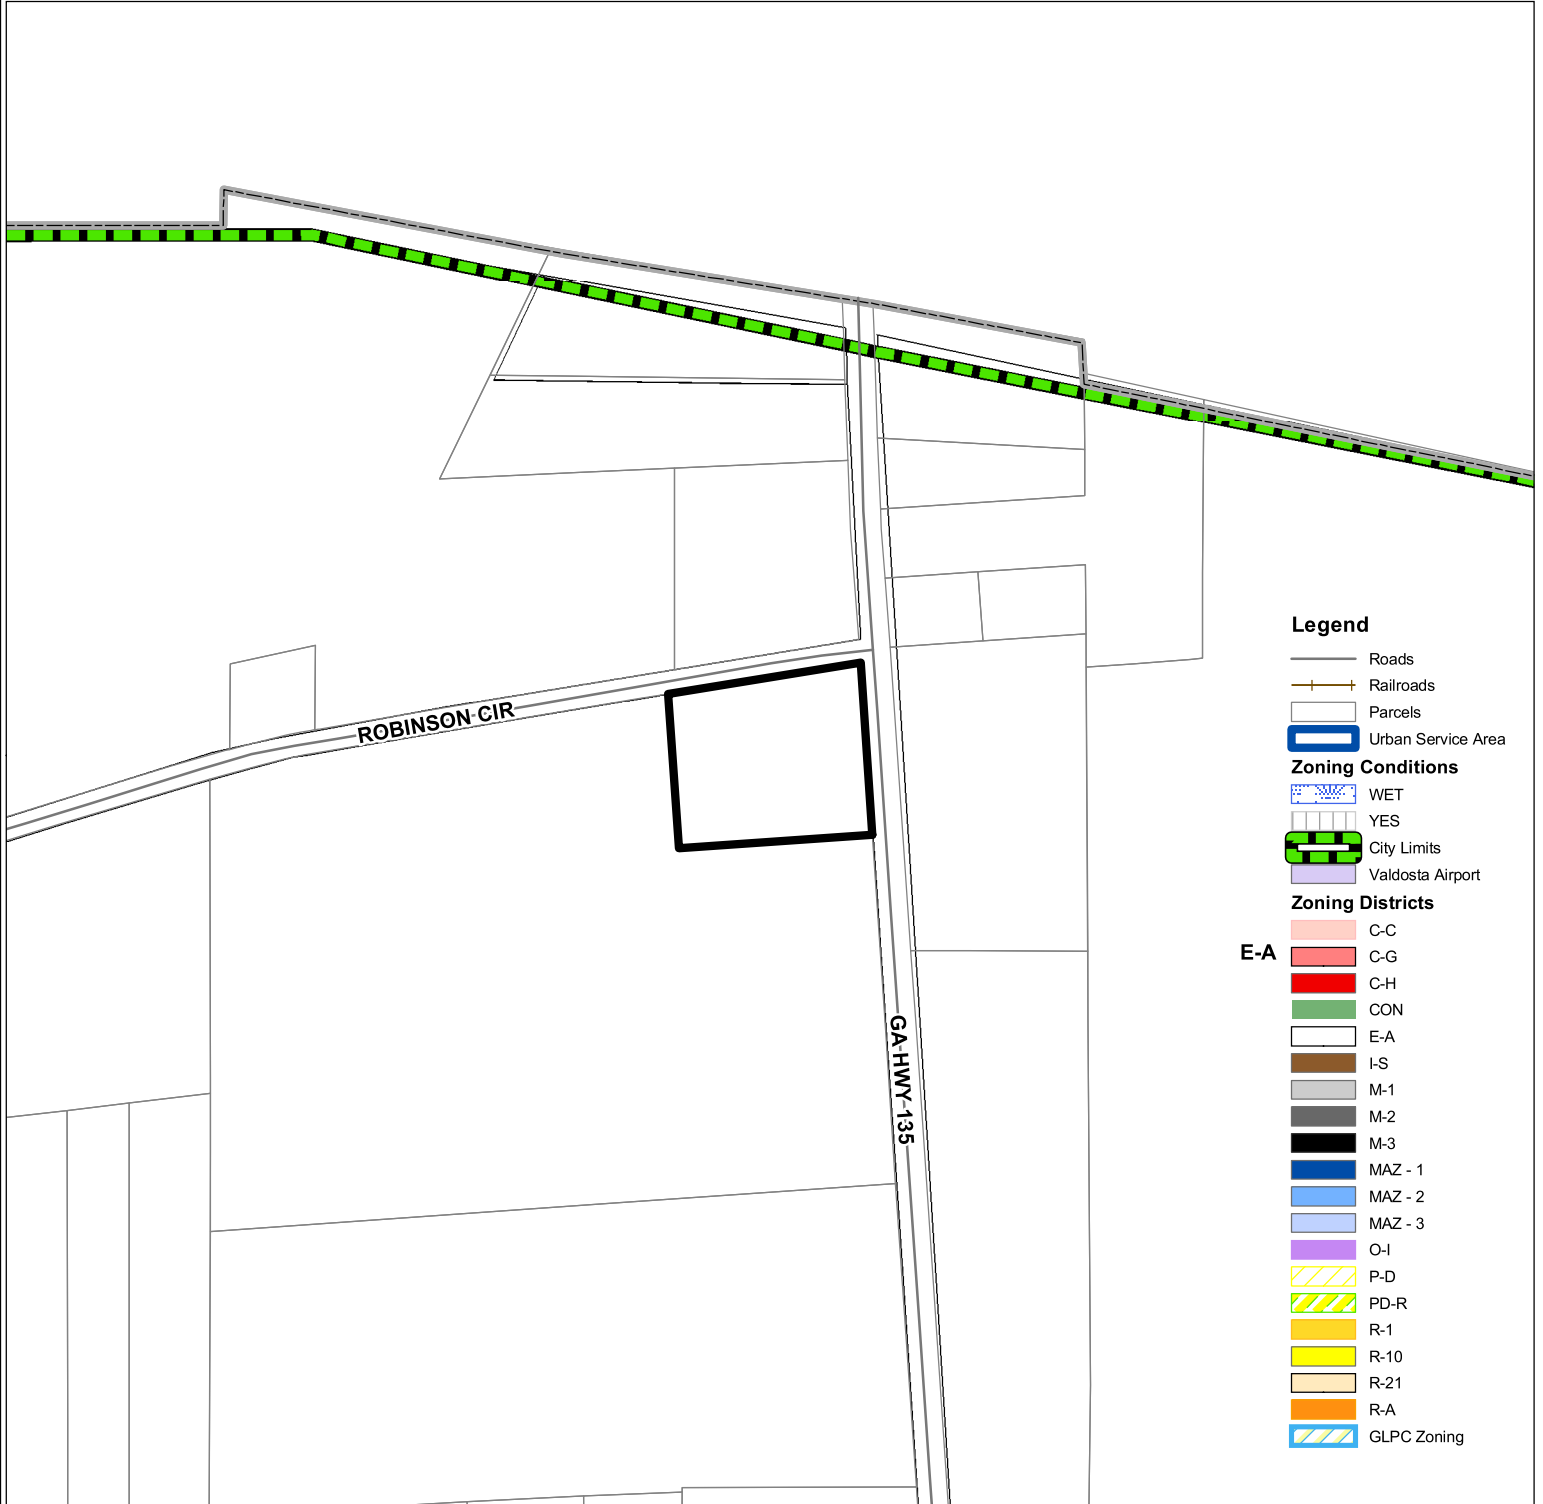 ROBINSON CIR
GA HWY 135
E-A
Legend
Roads
Railroads
Parcels
Urban Service Area
Zoning Conditions
WET
YES
City Limits
Valdosta Airport
Zoning Districts
C-C
C-G
C-H
CON
E-A
I-S
M-1
M-2
M-3
MAZ - 1
MAZ - 2
MAZ - 3
O-I
P-D
PD-R
R-1
R-10
R-21
R-A
GLPC Zoning